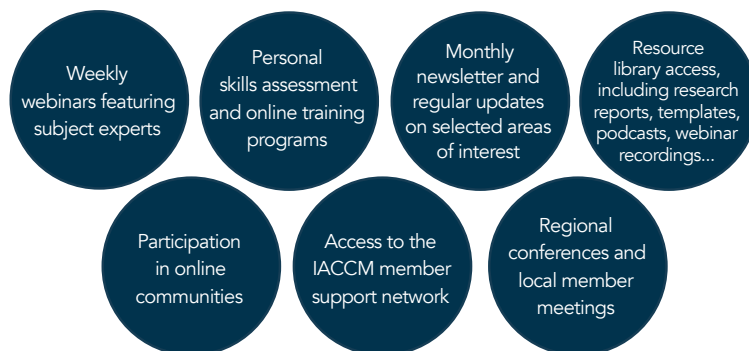 Weekly
webinars featuring
subject experts
Personal
skills assessment
and online training
programs
Monthly
newsletter and
regular updates
on selected areas
of interest
Resource
library access,
including research
reports, templates,
podcasts, webinar
recordings...
Participation
in online
communities
Access to the
IACCM member
support network
Regional
conferences and
local member
meetings